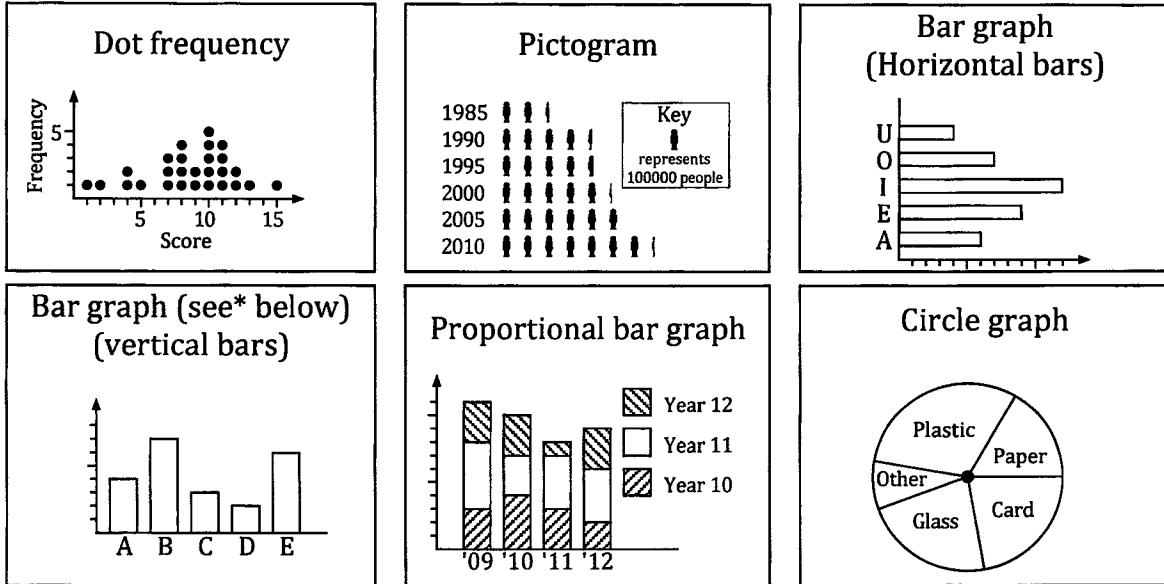 Dot frequency
Frequency
5
5 10 15
Score
Pictogram
1985
1990
1995
2000
2005
2010
Key
represents
100000 people
Bar graph
(Horizontal bars)
U
O
I
E
A
Bar graph (see* below)
(vertical bars)
A B C D E
Proportional bar graph
Year 12
Year 11
Year 10
'09 '10 '11 '12
Circle graph
Plastic
Paper
Other
Glass
Card